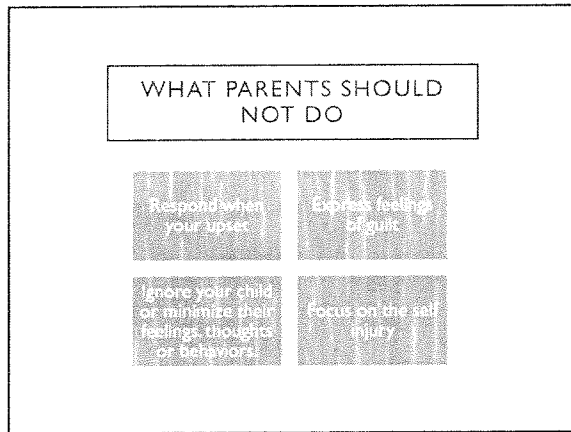 WHAT PARENTS SHOULD
NOT DO
Respond when
your upset
Express feelings
of guilt
Ignore your child
or minimize their
feelings, thoughts
or behaviors.
Focus on the self
injury